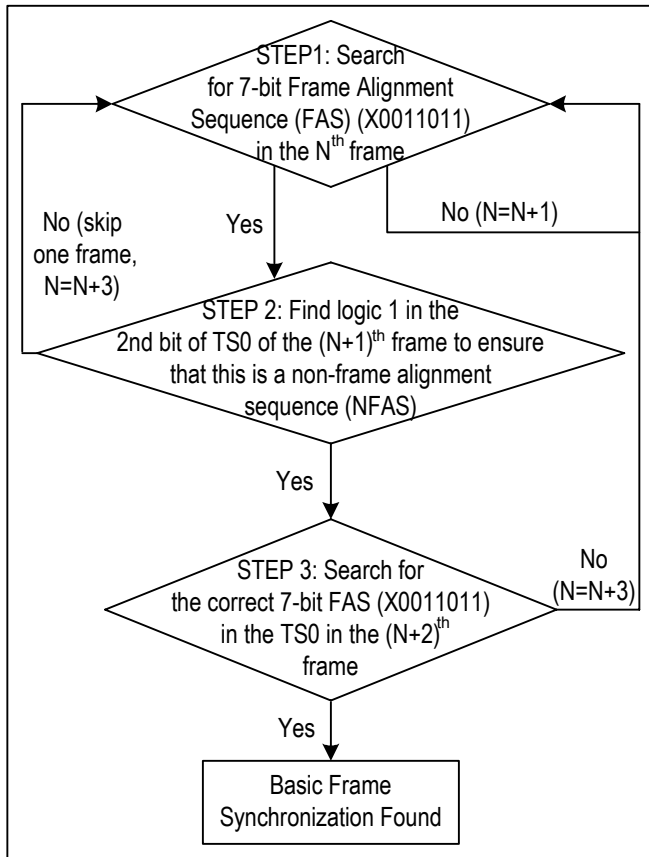 STEP1: Search
for 7-bit Frame Alignment
Sequence (FAS) (X0011011)
in the Nth frame
No (N=N+1)
Yes
No (skip
one frame,
N=N+3)
STEP 2: Find logic 1 in the
2nd bit of TS0 of the (N+1)th frame to ensure
that this is a non-frame alignment
sequence (NFAS)
Yes
STEP 3: Search for
the correct 7-bit FAS (X0011011)
in the TS0 in the (N+2)th
frame
No
(N=N+3)
Yes
Basic Frame
Synchronization Found